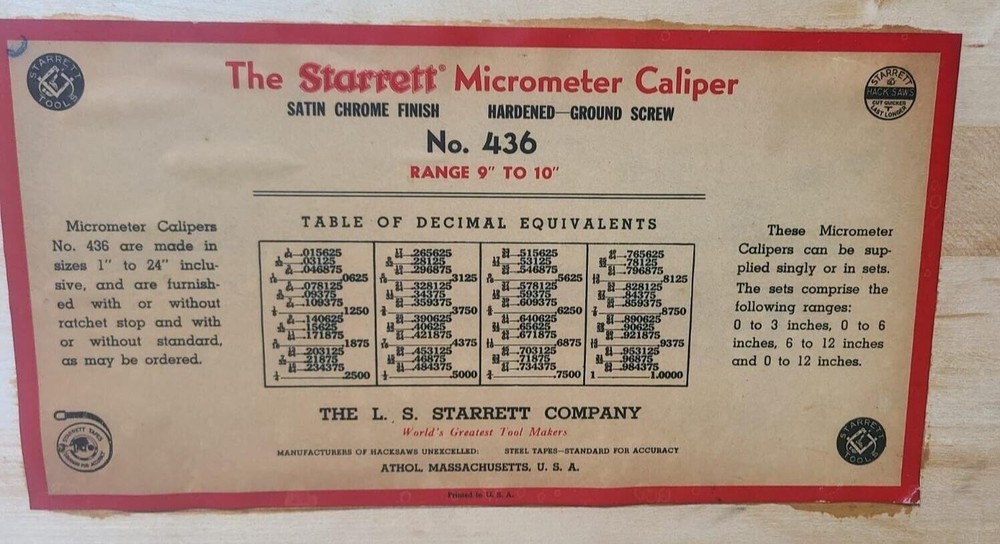 STARRETT
TOOLS
The Starrett® Micrometer Caliper
STARRETT
HACK SAWS
CUT QUICKER
LAST LONGER
SATIN CHROME FINISH HARDENED—GROUND SCREW
No. 436
RANGE 9" TO 10"
Micrometer Calipers
No. 436 are made in
sizes 1" to 24" inclu-
sive, and are furnish-
ed with or without
ratchet stop and with
or without standard,
as may be ordered.
TABLE OF DECIMAL EQUIVALENTS
.015625 .265625 .515625 .765625
.03125 .28125 .53125 .78125
.046875 .296875 .546875 .796875
.0625 .3125 .5625 .8125
.078125 .328125 .578125 .828125
.09375 .34375 .59375 .84375
.109375 .359375 .609375 .859375
.1250 .3750 .6250 .8750
.140625 .390625 .640625 .890625
.15625 .40625 .65625 .90625
.171875 .421875 .671875 .921875
.1875 .4375 .6875 .9375
.203125 .453125 .703125 .953125
.21875 .46875 .71875 .96875
.234375 .484375 .734375 .984375
.2500 .5000 .7500 1 1.0000
These Micrometer
Calipers can be sup-
plied singly or in sets.
The sets comprise the
following ranges:
0 to 3 inches, 0 to 6
inches, 6 to 12 inches
and 0 to 12 inches.
THE L. S. STARRETT COMPANY
World's Greatest Tool Makers
MANUFACTURERS OF HACKSAWS UNEXCELLED: STEEL TAPES—STANDARD FOR ACCURACY
ATHOL, MASSACHUSETTS, U. S. A.
STARRETT TAPES
STANDARD FOR ACCURACY
STARRETT
TOOLS
Printed in U. S. A.